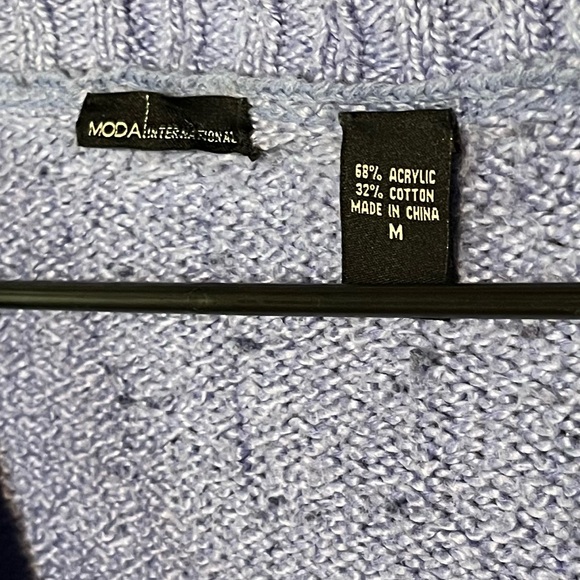 MODA INTERNATIONAL
68% ACRYLIC
32% COTTON
MADE IN CHINA
M